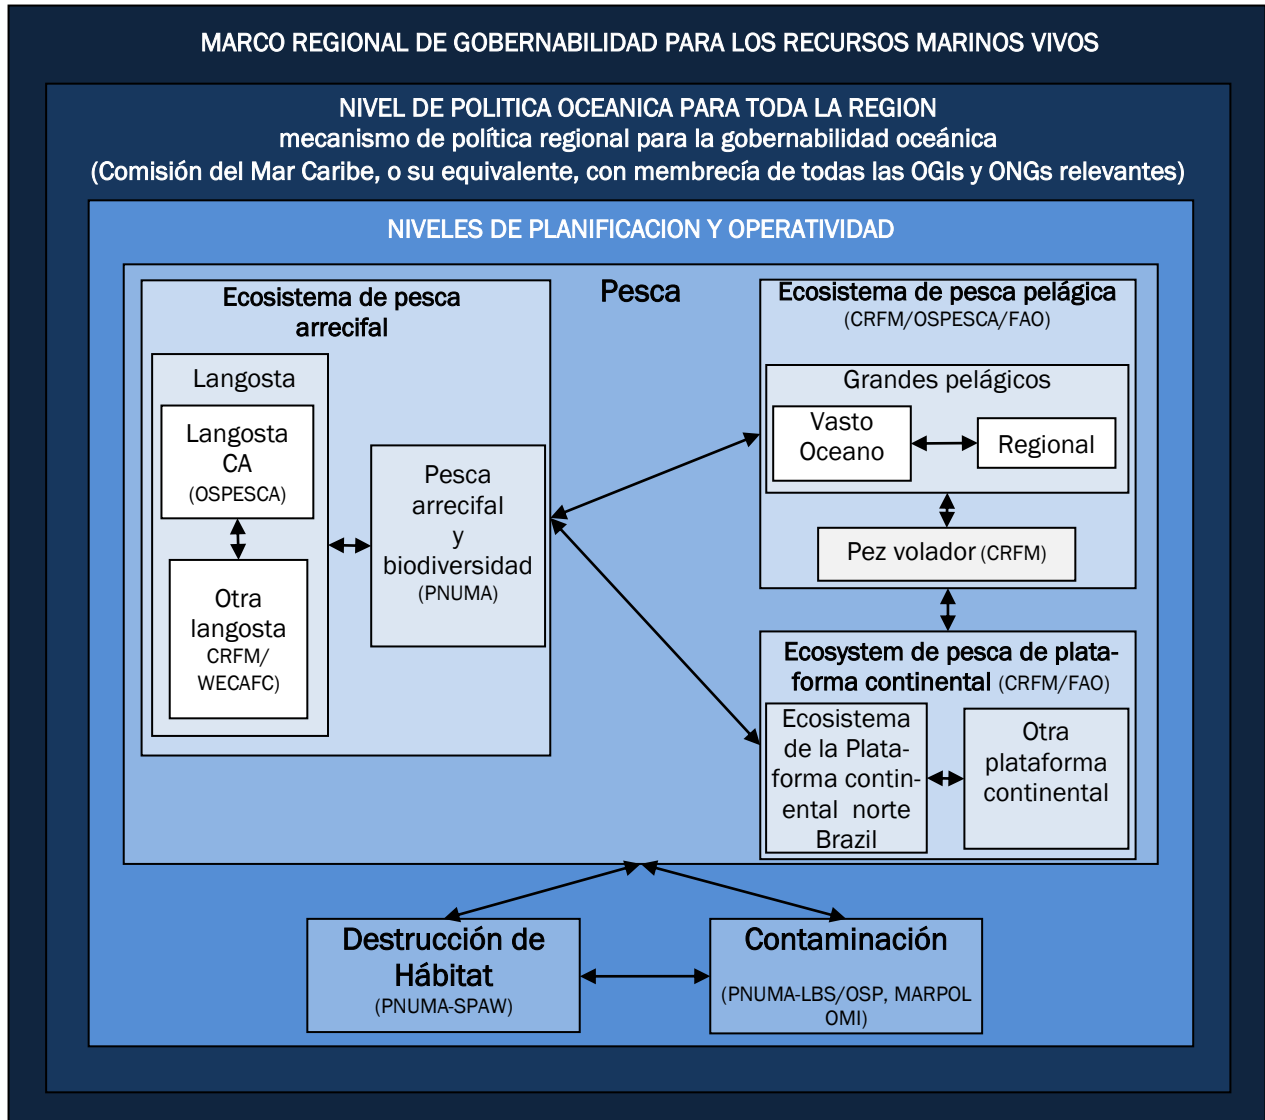 MARCO REGIONAL DE GOBERNABILIDAD PARA LOS RECURSOS MARINOS VIVOS
NIVEL DE POLITICA OCEANICA PARA TODA LA REGION
mecanismo de política regional para la gobernabilidad oceánica
(Comisión del Mar Caribe, o su equivalente, con membrecía de todas las OGIs y ONGs relevantes)
NIVELES DE PLANIFICACION Y OPERATIVIDAD
Pesca
Ecosistema de pesca
arrecifal
Langosta
Langosta
CA
(OSPESCA)
Otra
langosta
CRFM/
WECAFC)
Pesca
arrecifal
y
biodiversidad
(PNUMA)
Ecosistema de pesca pelágica
(CRFM/OSPESCA/FAO)
Grandes pelágicos
Vasto
Oceano
Regional
Pez volador (CRFM)
Ecosystem de pesca de plata-
forma continental (CRFM/FAO)
Ecosistema
de la Plata-
forma contin-
ental norte
Brazil
Otra
plataforma
continental
Destrucción de
Hábitat
(PNUMA-SPAW)
Contaminación
(PNUMA-LBS/OSP, MARPOL
OMI)